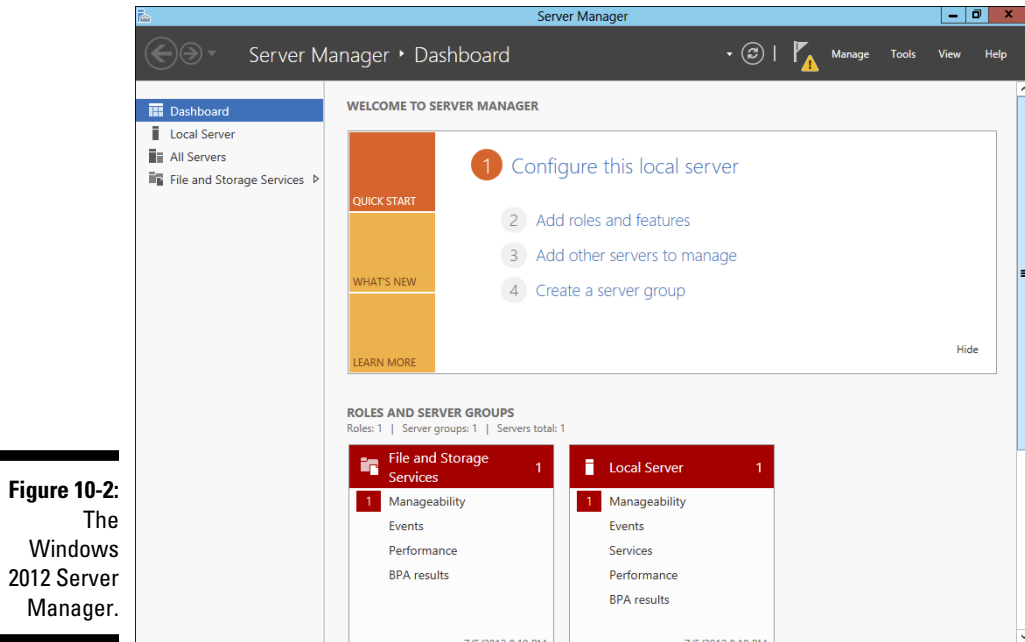 Server Manager
Server Manager ‣ Dashboard
Manage Tools View Help
Dashboard
Local Server
All Servers
File and Storage Services
WELCOME TO SERVER MANAGER
QUICK START
WHAT'S NEW
LEARN MORE
1 Configure this local server
2 Add roles and features
3 Add other servers to manage
4 Create a server group
Hide
ROLES AND SERVER GROUPS
Roles: 1 | Server groups: 1 | Servers total: 1
File and Storage
Services 1
1 Manageability
Events
Performance
BPA results
Local Server 1
1 Manageability
Events
Services
Performance
BPA results
Figure 10-2:
The
Windows
2012 Server
Manager.